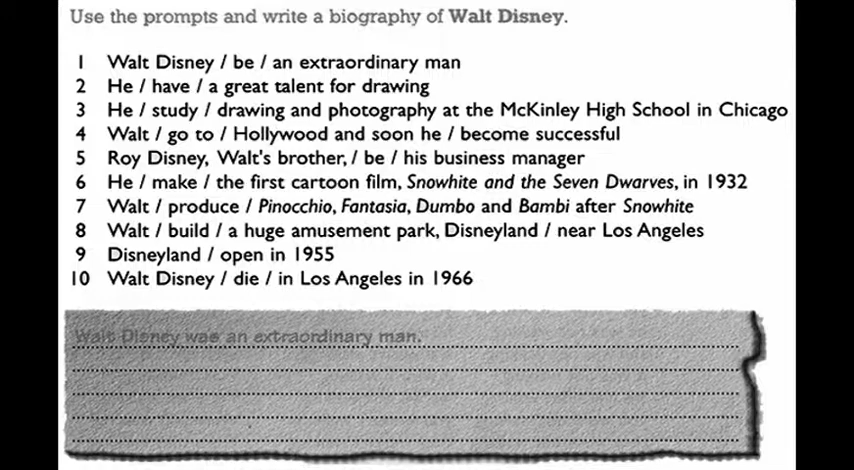 Use the prompts and write a biography of Walt Disney.
1 Walt Disney / be / an extraordinary man
2 He / have / a great talent for drawing
3 He / study / drawing and photography at the McKinley High School in Chicago
4 Walt / go to / Hollywood and soon he / become successful
5 Roy Disney, Walt's brother, / be / his business manager
6 He / make / the first cartoon film, Snowhite and the Seven Dwarves, in 1932
7 Walt / produce / Pinocchio, Fantasia, Dumbo and Bambi after Snowhite
8 Walt / build / a huge amusement park, Disneyland / near Los Angeles
9 Disneyland / open in 1955
10 Walt Disney / die / in Los Angeles in 1966
Walt Disney was an extraordinary man.